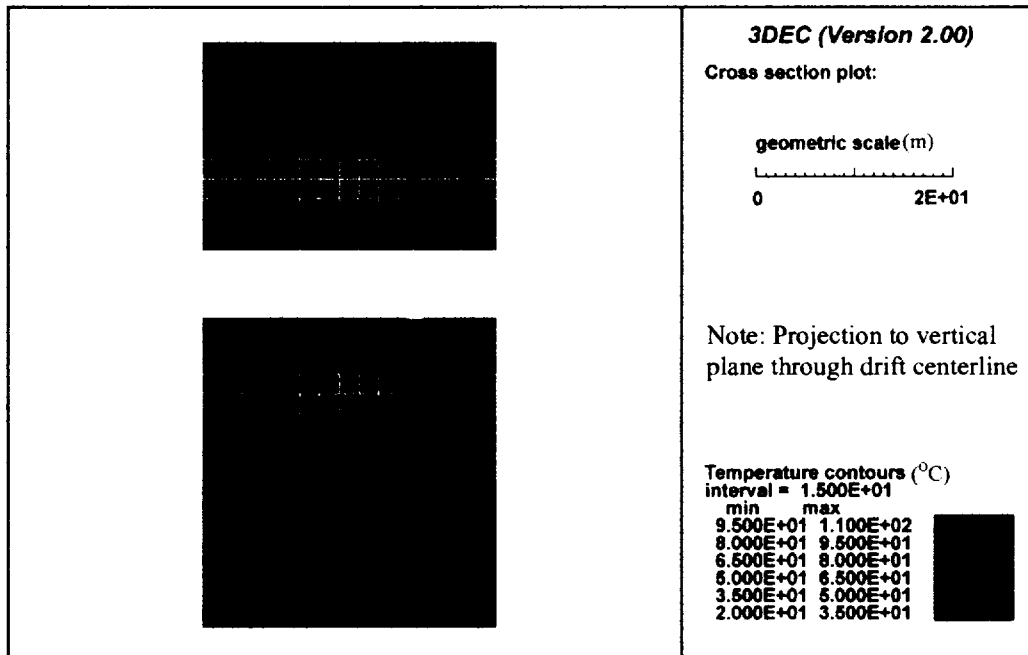 3DEC (Version 2.00)
Cross section plot:
geometric scale (m)
0 2E+01
Note: Projection to vertical
plane through drift centerline
Temperature contours (°C)
interval = 1.500E+01
min max
9.500E+01 1.100E+02
8.000E+01 9.500E+01
6.500E+01 8.000E+01
5.000E+01 6.500E+01
3.500E+01 5.000E+01
2.000E+01 3.500E+01